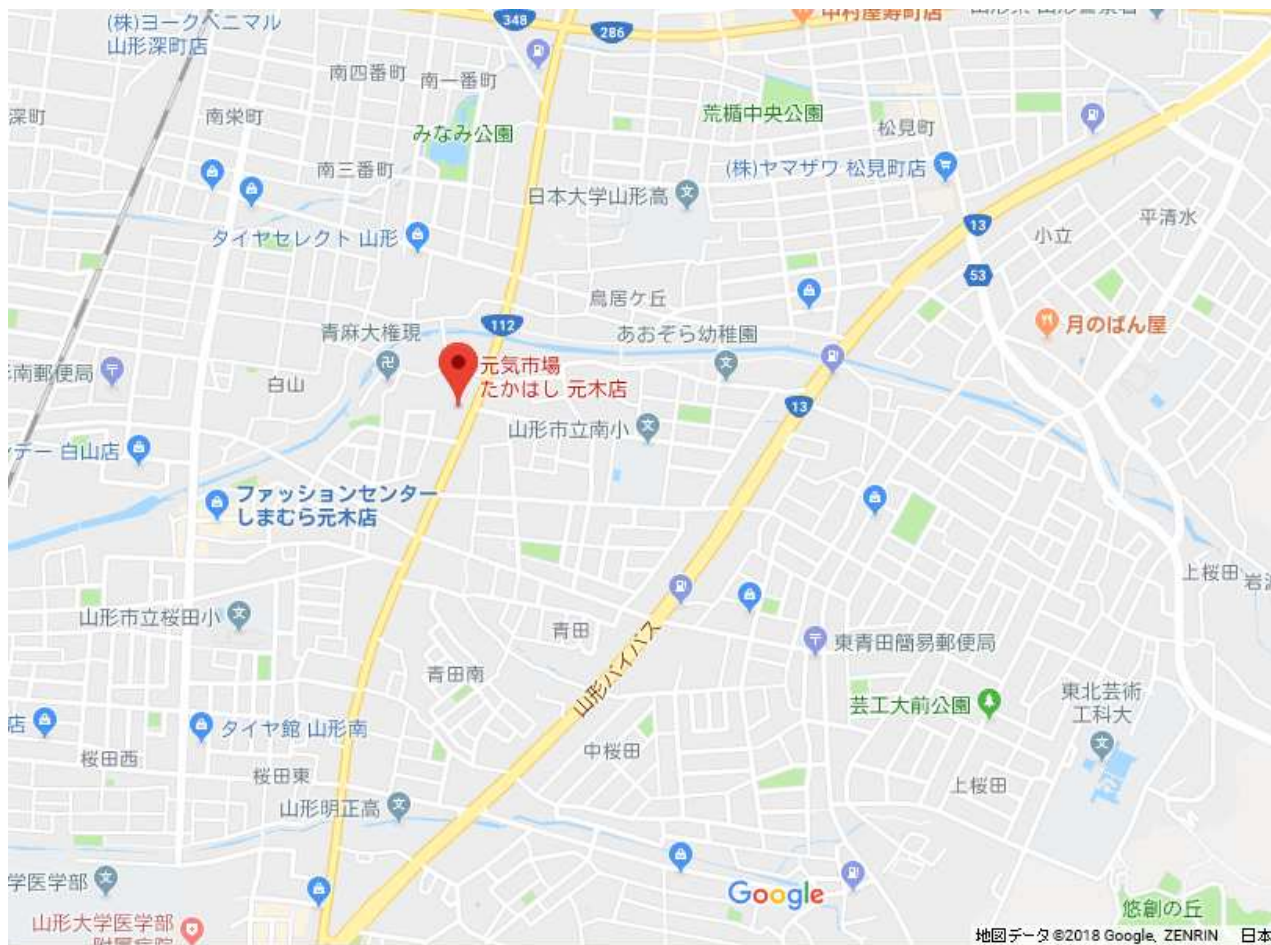 (株)ヨークベニマル
山形深町店
348
286
中村屋寿町店
南四番町
南一番町
深町
南栄町
みなみ公園
荒楯中央公園
松見町
南三番町
(株)ヤマザワ 松見町店
日本大学山形高
タイヤセレクト 山形
13
小立
平清水
53
鳥居ケ丘
112
青麻大権現
あおぞら幼稚園
月のぱん屋
南郵便局
白山
元気市場
たかはし 元木店
13
山形市立南小
ンデー 白山店
ファッションセンター
しまむら元木店
上桜田
山形市立桜田小
青田
東青田簡易郵便局
山形バイパス
青田南
芸工大前公園
東北芸術
工科大
店
タイヤ館 山形南
桜田西
桜田東
中桜田
上桜田
山形明正高
学医学部
Google
山形大学医学部
附属病院
悠創の丘
地図データ ©2018 Google, ZENRIN
日本